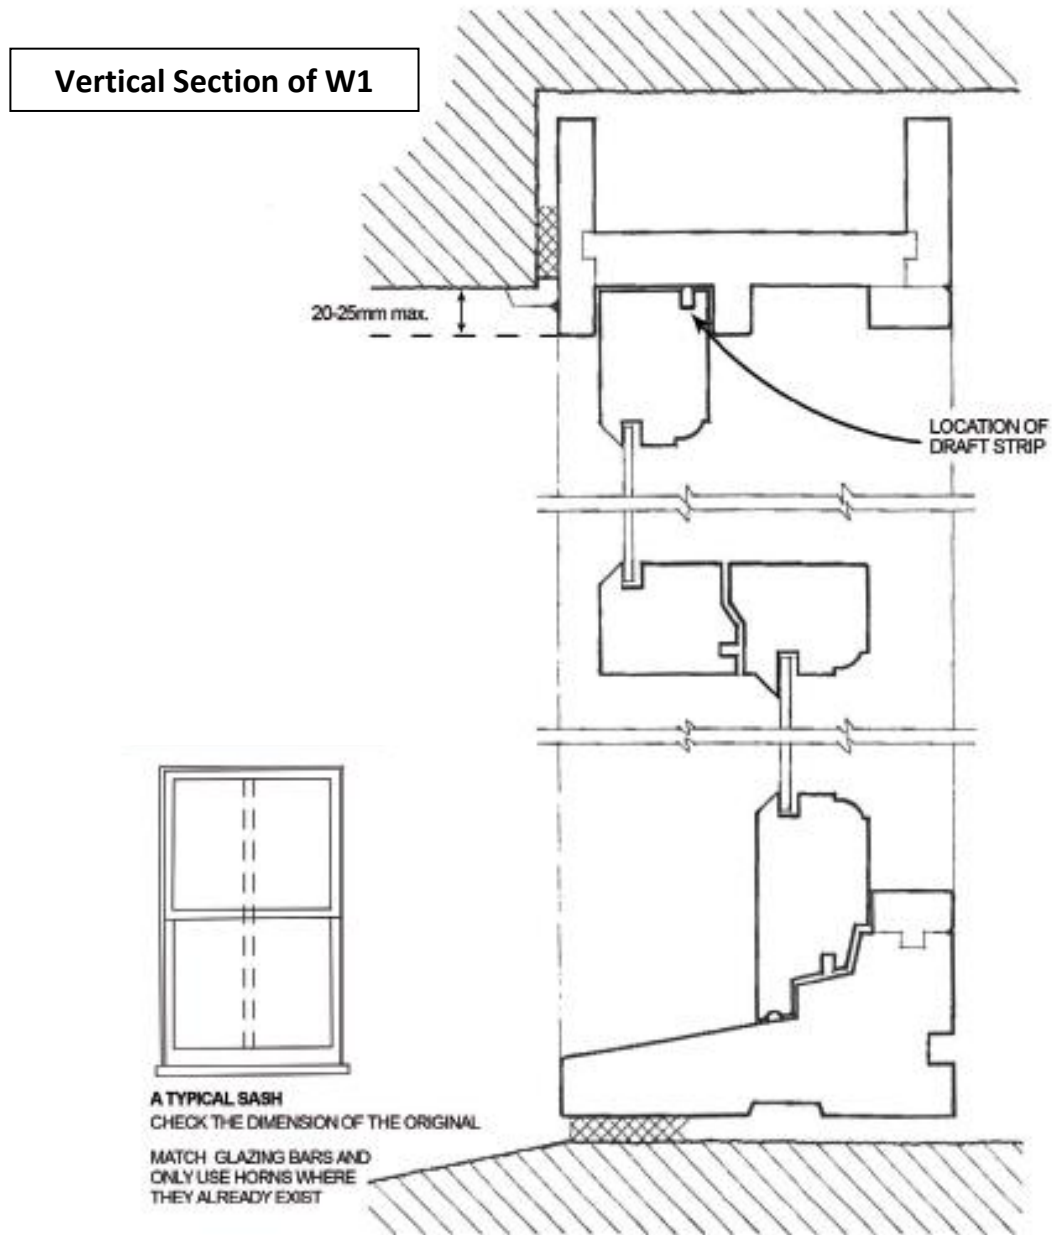 Vertical Section of W1
20-25mm max.
LOCATION OF
DRAFT STRIP
A TYPICAL SASH
CHECK THE DIMENSION OF THE ORIGINAL
MATCH GLAZING BARS AND
ONLY USE HORNS WHERE
THEY ALREADY EXIST